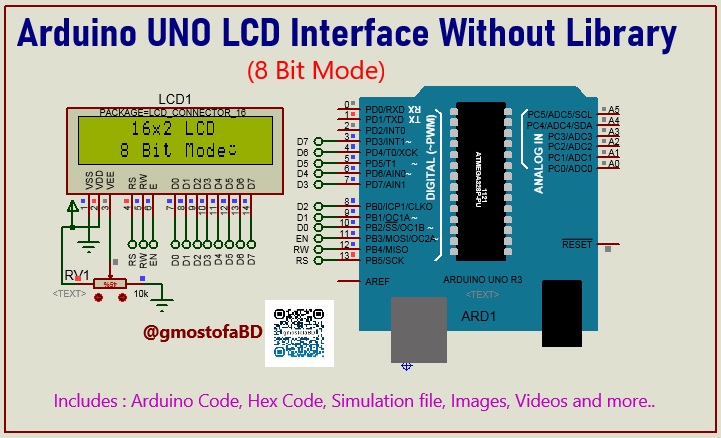 Arduino UNO LCD Interface Without Library
(8 Bit Mode)
LCD1
PACKAGE=LCD_CONNECTOR_16
16x2 LCD
8 Bit Mode
VSS VDD VEE RS RW E D0 D1 D2 D3 D4 D5 D6 D7
1 2 3 4 5 6 7 8 9 10 11 12 13 14
RS RW EN D0 D1 D2 D3 D4 D5 D6 D7
RV1
<TEXT>
10k
@gmostofaBD
gmostofaBD
0 PD0/RXD RX
1 PD1/TXD TX
2 PD2/INT0
D7 3 PD3/INT1 ~
D6 4 PD4/T0/XCK
D5 5 PD5/T1 ~
D4 6 PD6/AIN0 ~
D3 7 PD7/AIN1
D2 8 PB0/ICP1/CLKO
D1 9 PB1/OC1A ~
D0 10 PB2/SS/OC1B ~
EN 11 PB3/MOSI/OC2A ~
RW 12 PB4/MISO
RS 13 PB5/SCK
AREF
DIGITAL (~PWM)
1121
ATMEGA328P-PU
ANALOG IN
PC5/ADC5/SCL A5
PC4/ADC4/SDA A4
PC3/ADC3 A3
PC2/ADC2 A2
PC1/ADC1 A1
PC0/ADC0 A0
RESET
ARDUINO UNO R3
<TEXT>
ARD1
Includes : Arduino Code, Hex Code, Simulation file, Images, Videos and more..